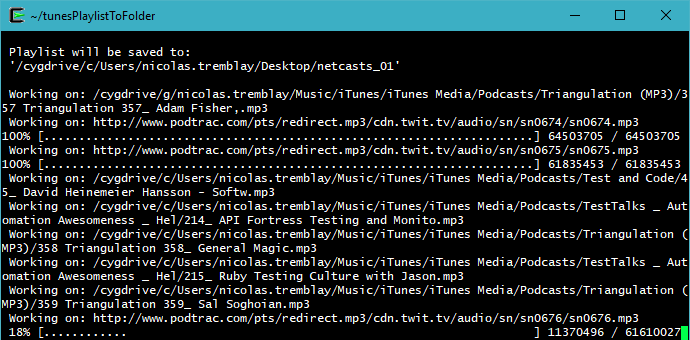 ~/tunesPlaylistToFolder
Playlist will be saved to:
'/cygdrive/c/Users/nicolas.tremblay/Desktop/netcasts_01'
Working on: /cygdrive/g/nicolas.tremblay/Music/iTunes/iTunes Media/Podcasts/Triangulation (MP3)/3
57 Triangulation 357_ Adam Fisher,.mp3
Working on: http://www.podtrac.com/pts/redirect.mp3/cdn.twit.tv/audio/sn/sn0674/sn0674.mp3
100% [........................................................................] 64503705 / 64503705
Working on: http://www.podtrac.com/pts/redirect.mp3/cdn.twit.tv/audio/sn/sn0675/sn0675.mp3
100% [........................................................................] 61835453 / 61835453
Working on: /cygdrive/c/Users/nicolas.tremblay/Music/iTunes/iTunes Media/Podcasts/Test and Code/4
5_ David Heinemeier Hansson - Softw.mp3
Working on: /cygdrive/c/Users/nicolas.tremblay/Music/iTunes/iTunes Media/Podcasts/TestTalks _ Aut
omation Awesomeness _ Hel/214_ API Fortress Testing and Monito.mp3
Working on: /cygdrive/c/Users/nicolas.tremblay/Music/iTunes/iTunes Media/Podcasts/Triangulation (
MP3)/358 Triangulation 358_ General Magic.mp3
Working on: /cygdrive/c/Users/nicolas.tremblay/Music/iTunes/iTunes Media/Podcasts/TestTalks _ Aut
omation Awesomeness _ Hel/215_ Ruby Testing Culture with Jason.mp3
Working on: /cygdrive/c/Users/nicolas.tremblay/Music/iTunes/iTunes Media/Podcasts/Triangulation (
MP3)/359 Triangulation 359_ Sal Soghoian.mp3
Working on: http://www.podtrac.com/pts/redirect.mp3/cdn.twit.tv/audio/sn/sn0676/sn0676.mp3
18% [............ ] 11370496 / 61610027